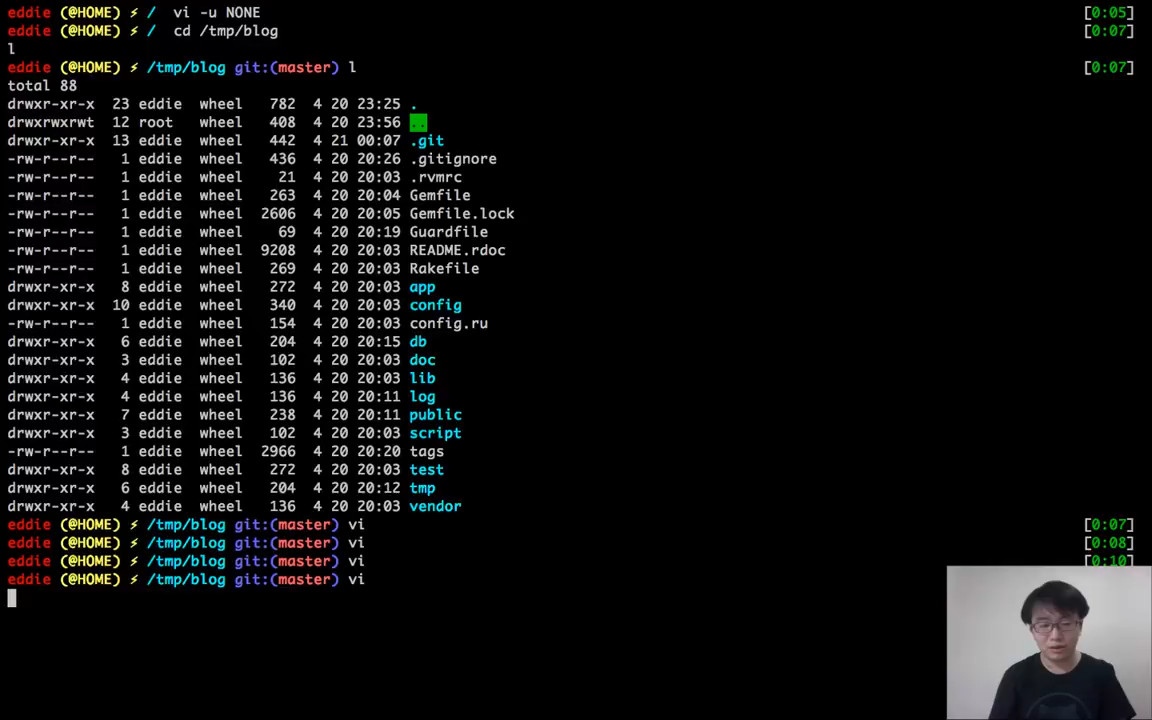 eddie (@HOME) ⚡ / vi -u NONE [0:05]
eddie (@HOME) ⚡ / cd /tmp/blog [0:07]
l
eddie (@HOME) ⚡ /tmp/blog git:(master) l [0:07]
total 88
drwxr-xr-x 23 eddie wheel 782 4 20 23:25 .
drwxrwxrwt 12 root wheel 408 4 20 23:56 ..
drwxr-xr-x 13 eddie wheel 442 4 21 00:07 .git
-rw-r--r-- 1 eddie wheel 436 4 20 20:26 .gitignore
-rw-r--r-- 1 eddie wheel 21 4 20 20:03 .rvmrc
-rw-r--r-- 1 eddie wheel 263 4 20 20:04 Gemfile
-rw-r--r-- 1 eddie wheel 2606 4 20 20:05 Gemfile.lock
-rw-r--r-- 1 eddie wheel 69 4 20 20:19 Guardfile
-rw-r--r-- 1 eddie wheel 9208 4 20 20:03 README.rdoc
-rw-r--r-- 1 eddie wheel 269 4 20 20:03 Rakefile
drwxr-xr-x 8 eddie wheel 272 4 20 20:03 app
drwxr-xr-x 10 eddie wheel 340 4 20 20:03 config
-rw-r--r-- 1 eddie wheel 154 4 20 20:03 config.ru
drwxr-xr-x 6 eddie wheel 204 4 20 20:15 db
drwxr-xr-x 3 eddie wheel 102 4 20 20:03 doc
drwxr-xr-x 4 eddie wheel 136 4 20 20:03 lib
drwxr-xr-x 4 eddie wheel 136 4 20 20:11 log
drwxr-xr-x 7 eddie wheel 238 4 20 20:11 public
drwxr-xr-x 3 eddie wheel 102 4 20 20:03 script
-rw-r--r-- 1 eddie wheel 2966 4 20 20:20 tags
drwxr-xr-x 8 eddie wheel 272 4 20 20:03 test
drwxr-xr-x 6 eddie wheel 204 4 20 20:12 tmp
drwxr-xr-x 4 eddie wheel 136 4 20 20:03 vendor
eddie (@HOME) ⚡ /tmp/blog git:(master) vi [0:07]
eddie (@HOME) ⚡ /tmp/blog git:(master) vi [0:08]
eddie (@HOME) ⚡ /tmp/blog git:(master) vi [0:10]
eddie (@HOME) ⚡ /tmp/blog git:(master) vi